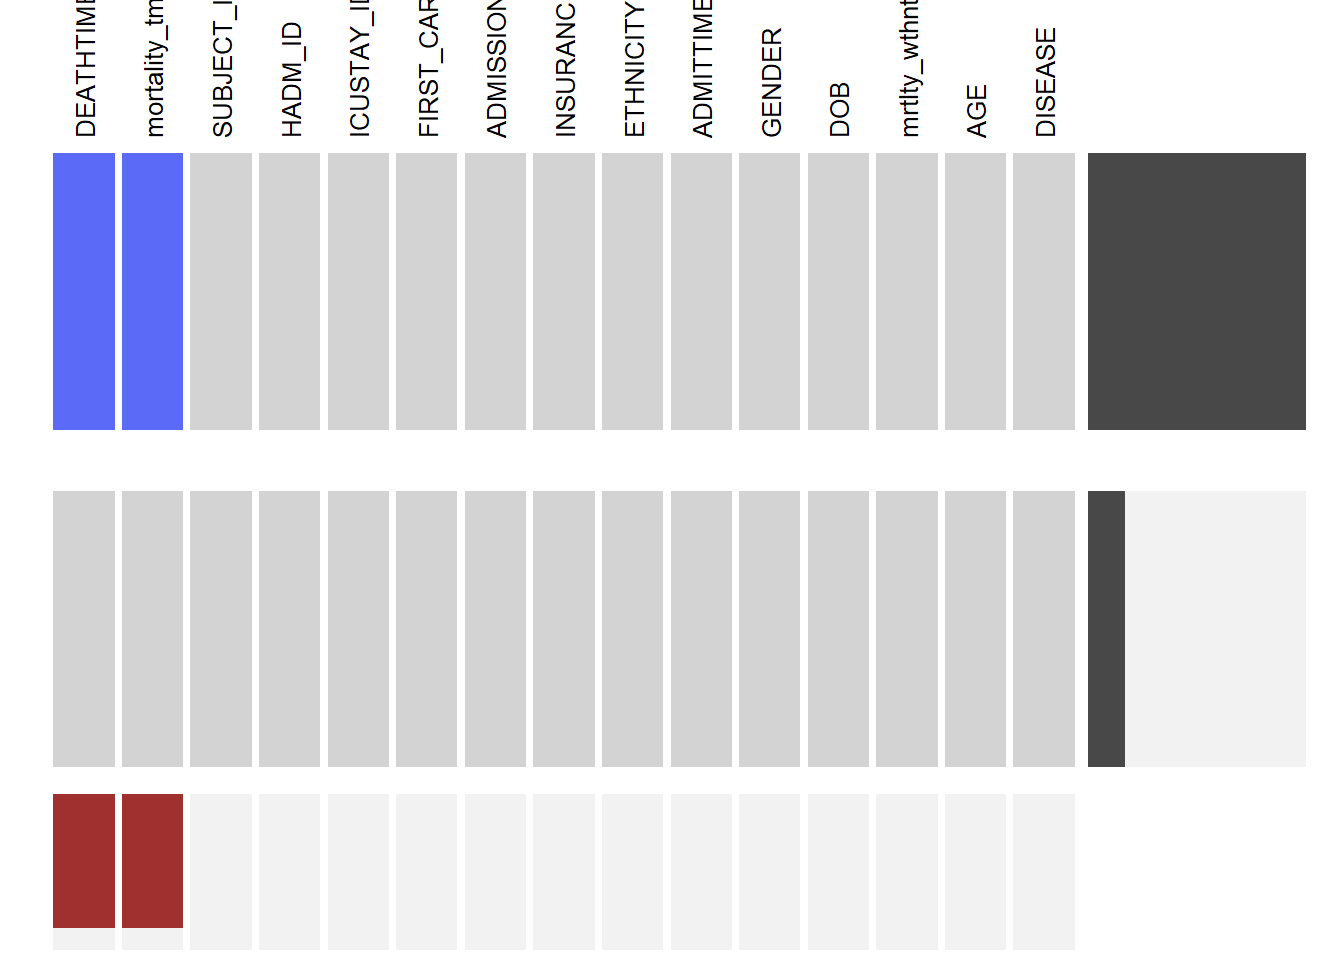 DEATHTIME
mortality_tm
SUBJECT_I
HADM_ID
ICUSTAY_ID
FIRST_CAR
ADMISSION
INSURANC
ETHNICITY
ADMITTIME
GENDER
DOB
mrtlty_wthnt
AGE
DISEASE